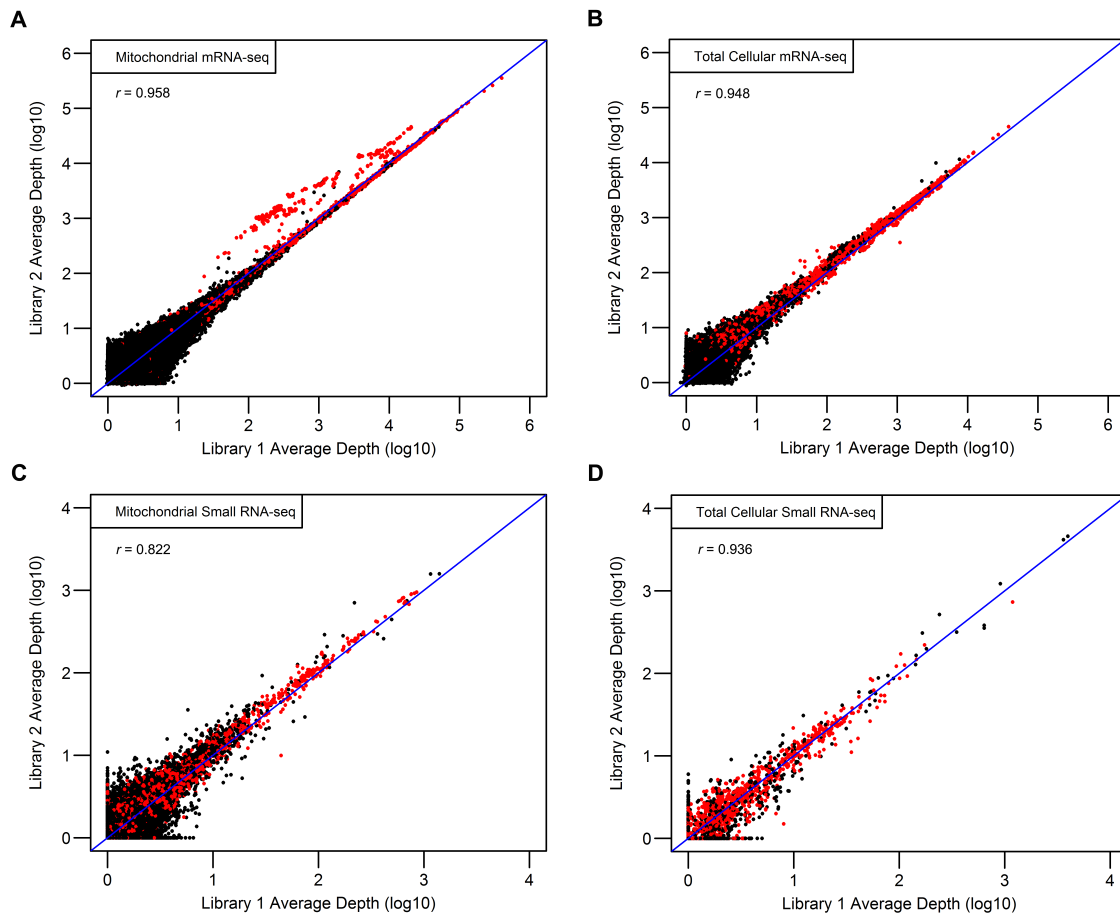 A
Mitochondrial mRNA-seq
r = 0.958
6
5
4
3
2
1
0
Library 2 Average Depth (log10)
0 1 2 3 4 5 6
Library 1 Average Depth (log10)
B
Total Cellular mRNA-seq
r = 0.948
6
5
4
3
2
1
0
Library 2 Average Depth (log10)
0 1 2 3 4 5 6
Library 1 Average Depth (log10)
C
Mitochondrial Small RNA-seq
r = 0.822
4
3
2
1
0
Library 2 Average Depth (log10)
0 1 2 3 4
Library 1 Average Depth (log10)
D
Total Cellular Small RNA-seq
r = 0.936
4
3
2
1
0
Library 2 Average Depth (log10)
0 1 2 3 4
Library 1 Average Depth (log10)